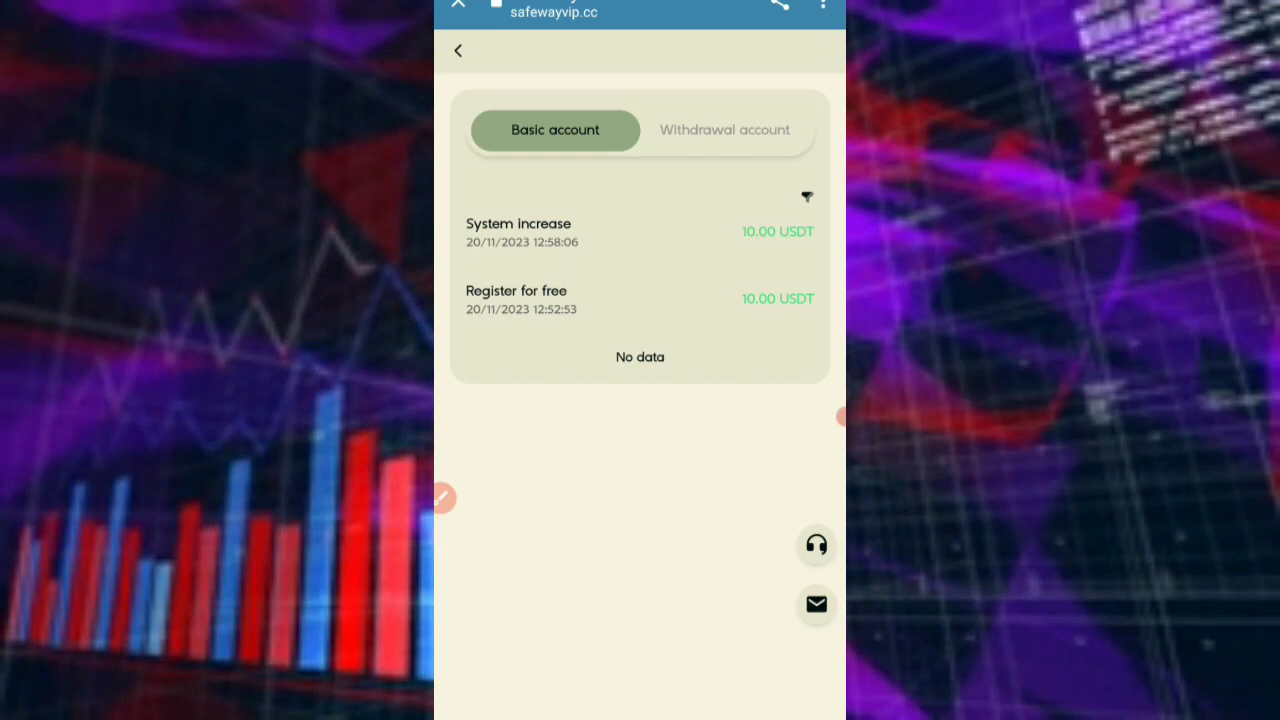 safewayvip.cc
Basic account
Withdrawal account
System increase
20/11/2023 12:58:06
10.00 USDT
Register for free
20/11/2023 12:52:53
10.00 USDT
No data